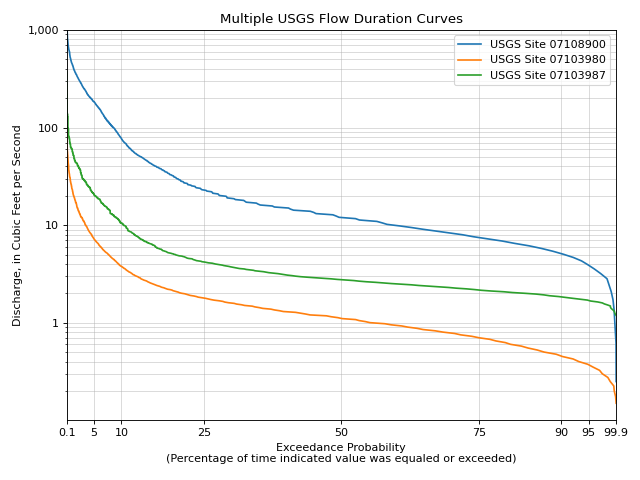 Multiple USGS Flow Duration Curves
USGS Site 07108900
USGS Site 07103980
USGS Site 07103987
Discharge, in Cubic Feet per Second
1,000
100
10
1
0.1 5 10 25 50 75 90 95 99.9
Exceedance Probability
(Percentage of time indicated value was equaled or exceeded)